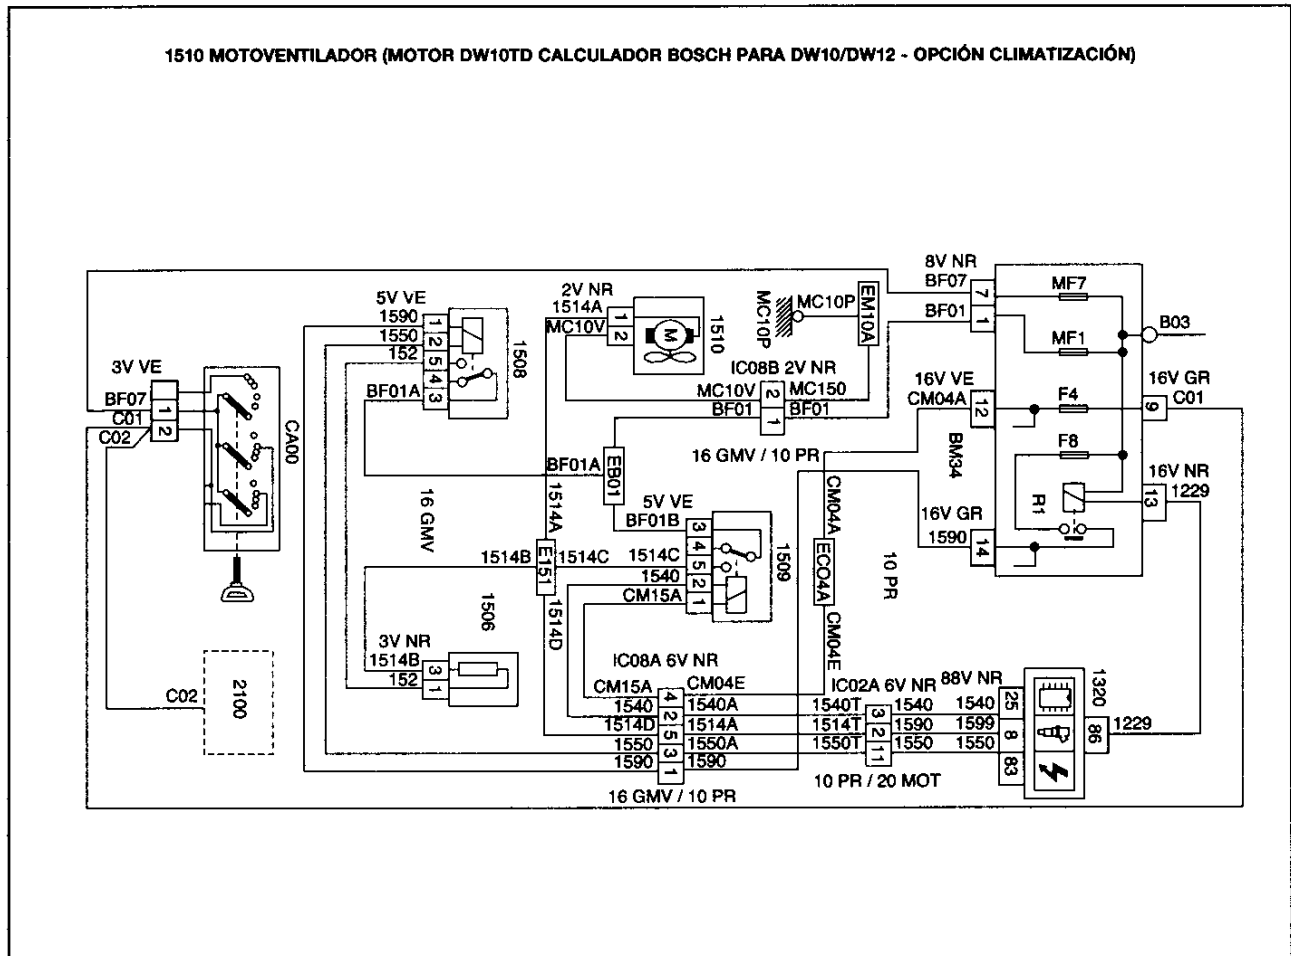 1510 MOTOVENTILADOR (MOTOR DW10TD CALCULADOR BOSCH PARA DW10/DW12 - OPCIÓN CLIMATIZACIÓN)
3V VE
BF07
C01
C02
1
2
CA00
C02
2100
5V VE
1590
1550
152
BF01A
1
2
5
4
3
1508
16 GMV
2V NR
1514A
MC10V
1
2
M
1510
MC10P
MC10P
EM10A
IC08B 2V NR
MC10V
BF01
2
1
MC150
BF01
16 GMV / 10 PR
BF01A
EB01
1514A
1514B
E151
1514C
1514D
5V VE
BF01B
1514C
1540
CM15A
3
4
5
2
1
1509
1506
3V NR
1514B
152
3
1
CM04A
ECO4A
CM04E
10 PR
8V NR
BF07
BF01
7
1
MF7
MF1
B03
16V VE
CM04A
12
F4
16V GR
9
C01
F8
BM34
16V NR
13
1229
R1
16V GR
1590
14
IC08A 6V NR
CM15A
1540
1514D
1550
1590
4
2
5
3
1
CM04E
1540A
1514A
1550A
1590
16 GMV / 10 PR
IC02A 6V NR
1540T
1514T
1550T
3
2
11
1540
1590
1550
10 PR / 20 MOT
88V NR
1540
1599
1550
25
8
83
1320
86
1229